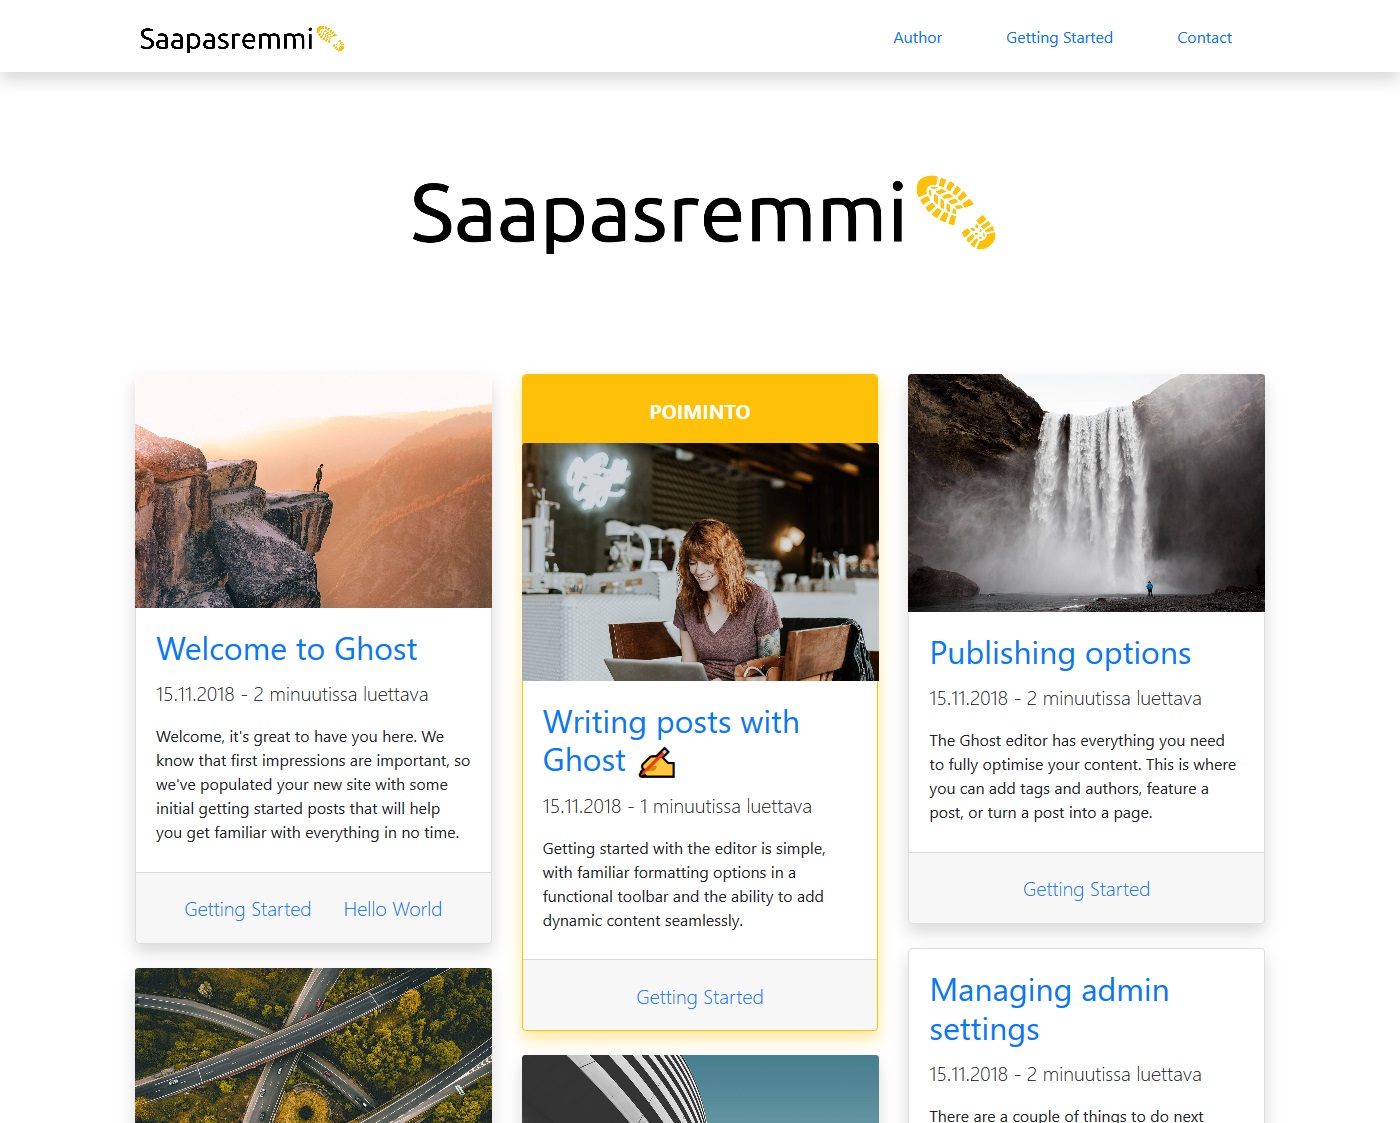 Saapasremmi
Author
Getting Started
Contact
Saapasremmi
Welcome to Ghost
15.11.2018 - 2 minuutissa luettava
Welcome, it's great to have you here. We
know that first impressions are important, so
we've populated your new site with some
initial getting started posts that will help
you get familiar with everything in no time.
Getting Started
Hello World
POIMINTO
Writing posts with
Ghost ✍
15.11.2018 - 1 minuutissa luettava
Getting started with the editor is simple,
with familiar formatting options in a
functional toolbar and the ability to add
dynamic content seamlessly.
Getting Started
Publishing options
15.11.2018 - 2 minuutissa luettava
The Ghost editor has everything you need
to fully optimise your content. This is where
you can add tags and authors, feature a
post, or turn a post into a page.
Getting Started
Managing admin
settings
15.11.2018 - 2 minuutissa luettava
There are a couple of things to do next